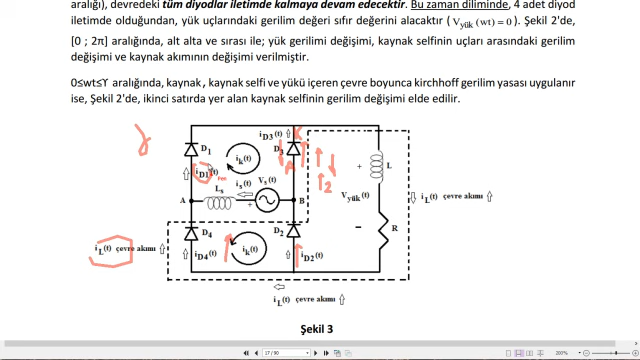 aralığı), devredeki tüm diyodlar iletimde kalmaya devam edecektir. Bu zaman diliminde, 4 adet diyod
iletimde olduğundan, yük uçlarındaki gerilim değeri sıfır değerini alacaktır ( Vyük(wt) = 0 ). Şekil 2'de,
[0 ; 2π] aralığında, alt alta ve sırası ile; yük gerilimi değişimi, kaynak selfinin uçları arasındaki gerilim
değişimi ve kaynak akımının değişimi verilmiştir.
0≤wt≤ϒ aralığında, kaynak, kaynak selfi ve yükü içeren çevre boyunca kirchhoff gerilim yasası uygulanır
ise, Şekil 2'de, ikinci satırda yer alan kaynak selfinin gerilim değişimi elde edilir.
γ
iD3(t) ⇧ K
D1 D3
ik(t) A
iD1(t) 2
Ls is(t) Vs(t)
+ L
A + B Vyük(t)
iL(t) çevre akımı ⇧
D4 D2 - R
iL(t) çevre akımı ⇧
iD4(t) ik(t) iD2(t)
iL(t) çevre akımı ⇧
Şekil 3
17 / 90
200%